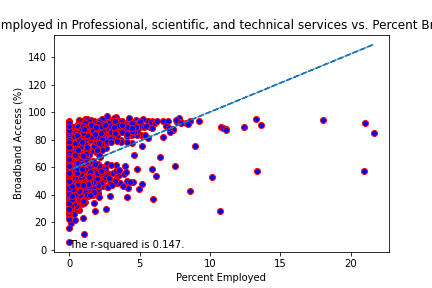 mployed in Professional, scientific, and technical services vs. Percent Br
140
120
100
80
60
40
20
0
Broadband Access (%)
The r-squared is 0.147.
0 5 10 15 20
Percent Employed